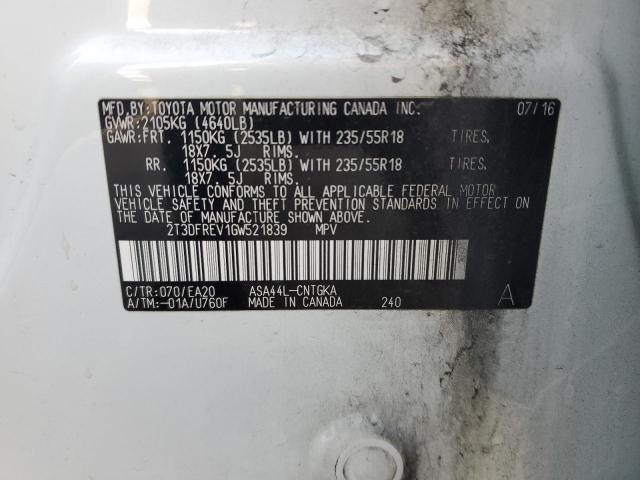 MFD.BY:TOYOTA MOTOR MANUFACTURING CANADA INC. 07/16
GVWR:2105KG (4640LB)
GAWR:FRT. 1150KG (2535LB) WITH 235/55R18 TIRES,
18X7. 5J RIMS.
RR. 1150KG (2535LB) WITH 235/55R18 TIRES,
18X7. 5J RIMS.
THIS VEHICLE CONFORMS TO ALL APPLICABLE FEDERAL MOTOR
VEHICLE SAFETY AND THEFT PREVENTION STANDARDS IN EFFECT ON
THE DATE OF MANUFACTURE SHOWN ABOVE.
2T3DFREV1GW521839 MPV
C/TR:070/EA20 ASA44L-CNTGKA
A/TM:-01A/U760F MADE IN CANADA 240 A